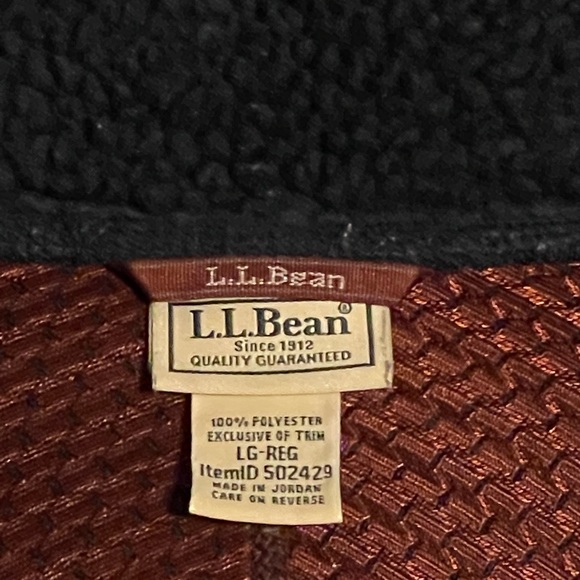 L.L.Bean
L.L.Bean®
Since 1912
QUALITY GUARANTEED
100% POLYESTER
EXCLUSIVE OF TRIM
LG-REG
ItemID 502429
MADE IN JORDAN
CARE ON REVERSE